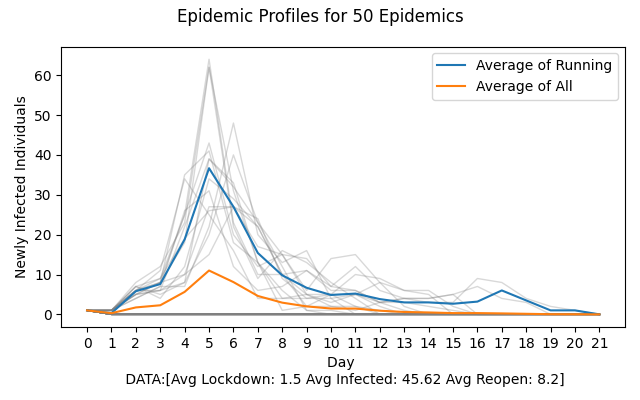 Epidemic Profiles for 50 Epidemics
Newly Infected Individuals
60
50
40
30
20
10
0
Average of Running
Average of All
0 1 2 3 4 5 6 7 8 9 10 11 12 13 14 15 16 17 18 19 20 21
Day
DATA:[Avg Lockdown: 1.5 Avg Infected: 45.62 Avg Reopen: 8.2]